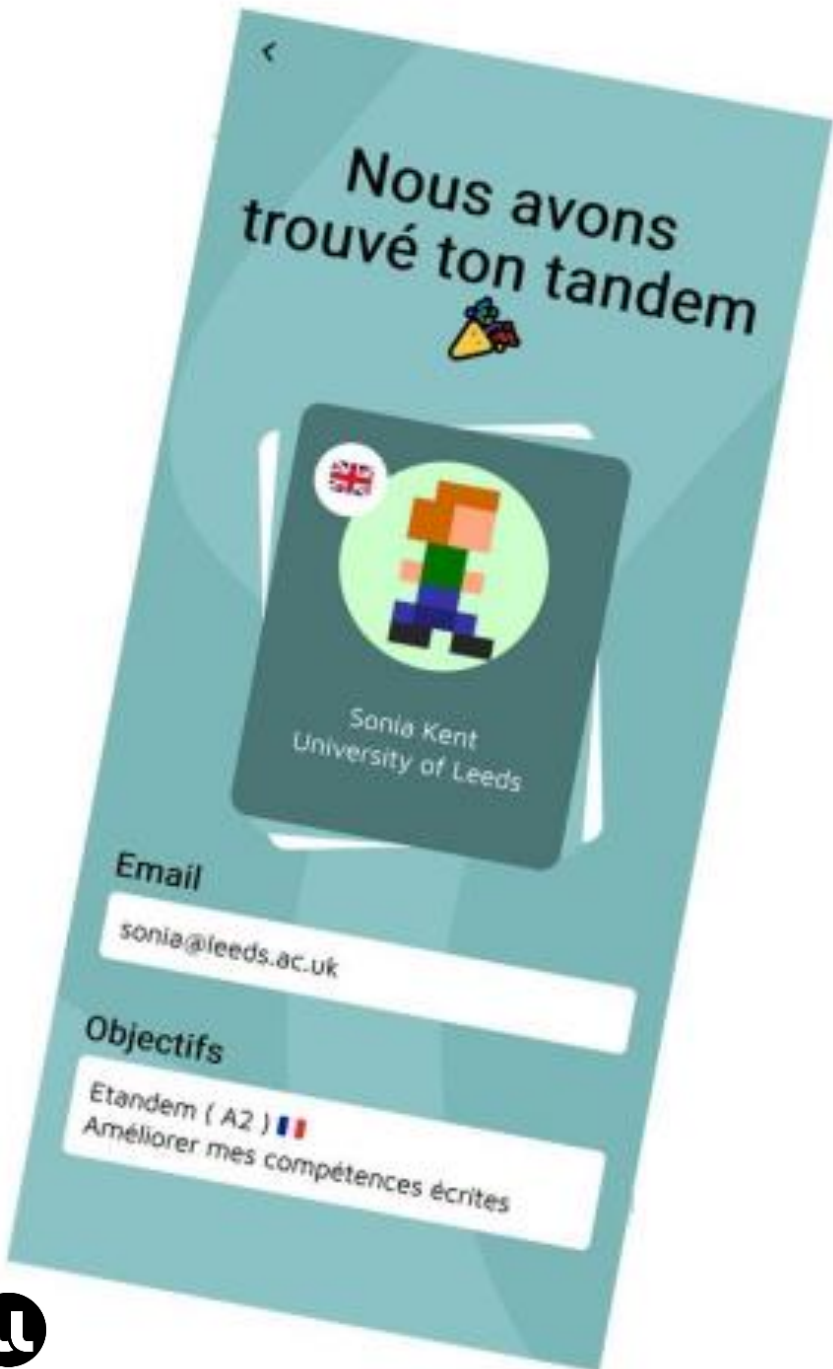 Nous avons
trouvé ton tandem
Sonia Kent
University of Leeds
Email
sonia@leeds.ac.uk
Objectifs
Etandem ( A2 )
Améliorer mes compétences écrites